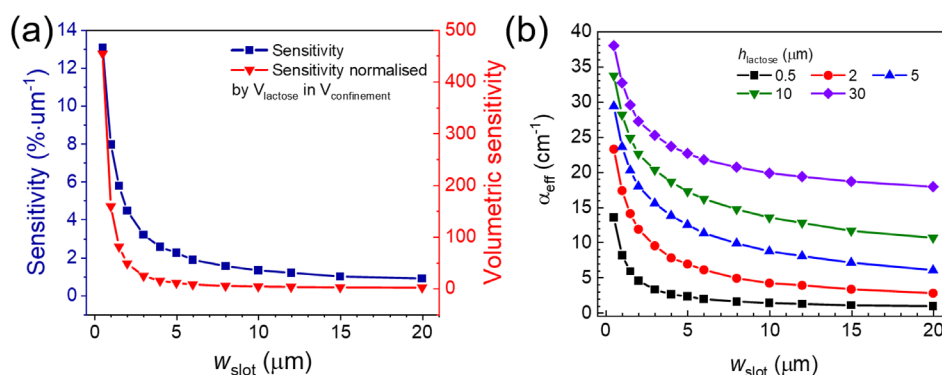 (a)
14
12
10
8
6
4
2
0
Sensitivity (%·um⁻¹)
Sensitivity
Sensitivity normalised
by V_lactose in V_confinement
500
400
300
200
100
0
Volumetric sensitivity
0 5 10 15 20
w_slot (μm)
(b)
40
35
30
25
20
15
10
5
0
α_eff (cm⁻¹)
h_lactose (μm)
0.5 2 5
10 30
0 5 10 15 20
w_slot (μm)